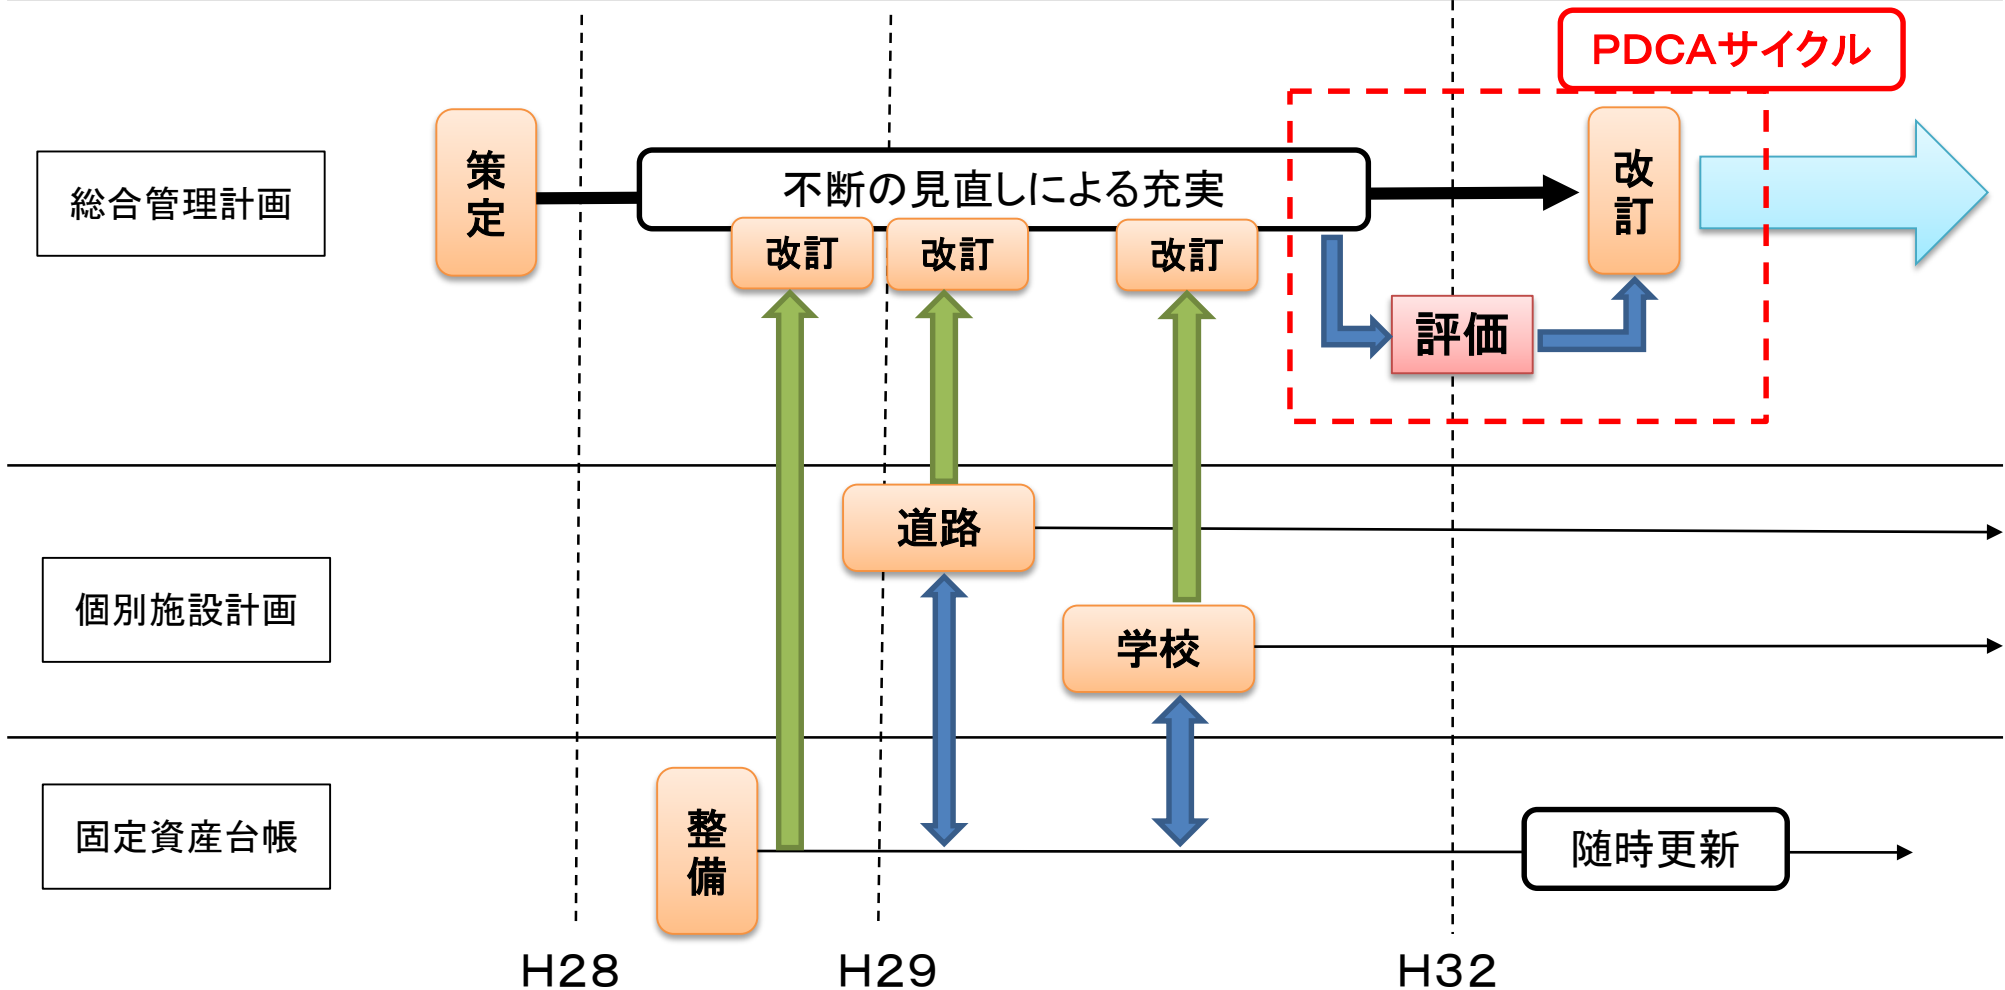 PDCAサイクル
総合管理計画
策定
不断の見直しによる充実
改訂
改訂
改訂
改訂
評価
個別施設計画
道路
学校
固定資産台帳
整備
随時更新
H28
H29
H32